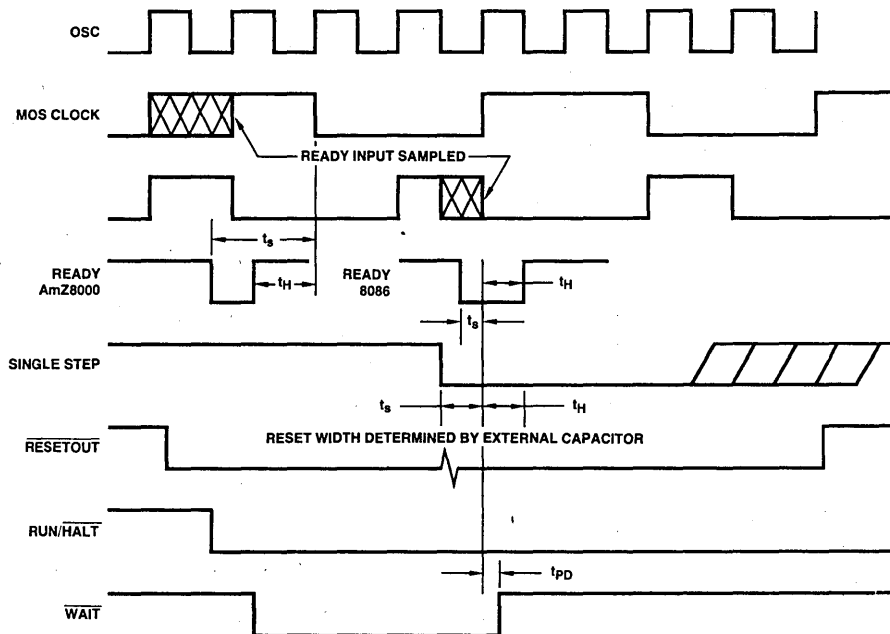 OSC
MOS CLOCK
READY INPUT SAMPLED
ts
READY
AmZ8000
tH
READY
8086
tH
ts
SINGLE STEP
ts
tH
RESETOUT
RESET WIDTH DETERMINED BY EXTERNAL CAPACITOR
RUN/HALT
tPD
WAIT